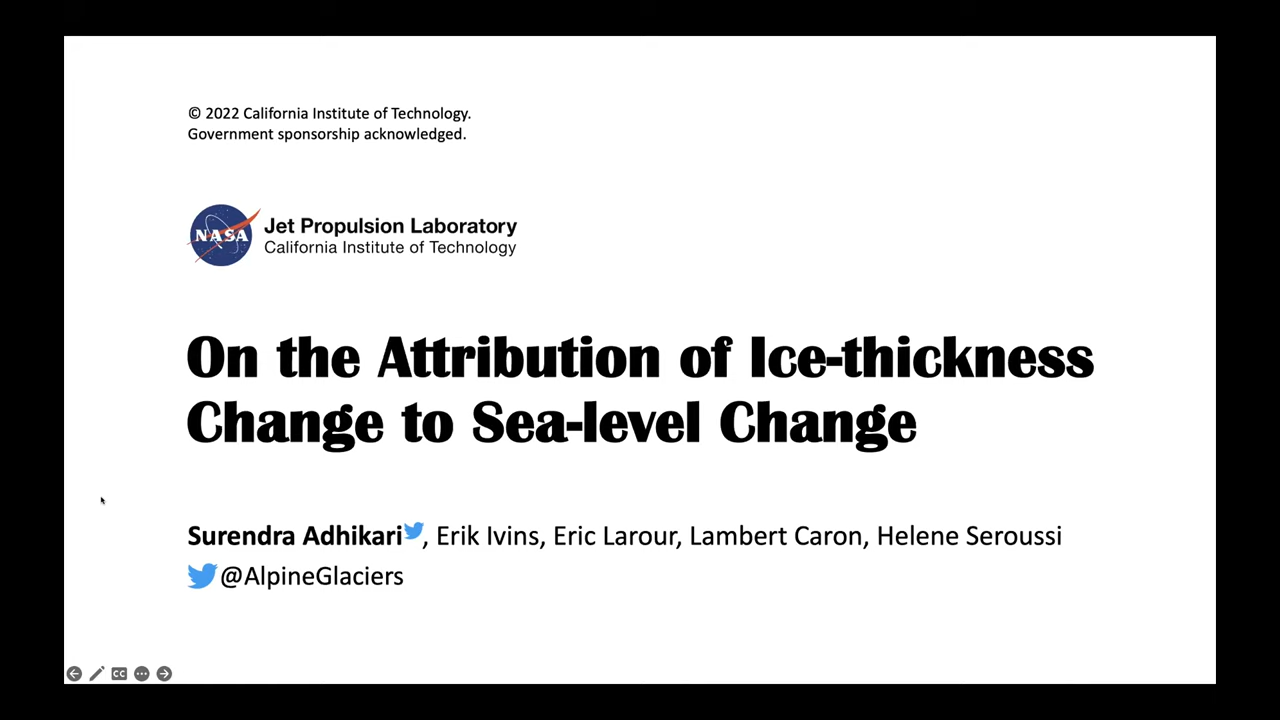 © 2022 California Institute of Technology.
Government sponsorship acknowledged.
NASA
Jet Propulsion Laboratory
California Institute of Technology
On the Attribution of Ice-thickness
Change to Sea-level Change
Surendra Adhikari, Erik Ivins, Eric Larour, Lambert Caron, Helene Seroussi
@AlpineGlaciers
CC